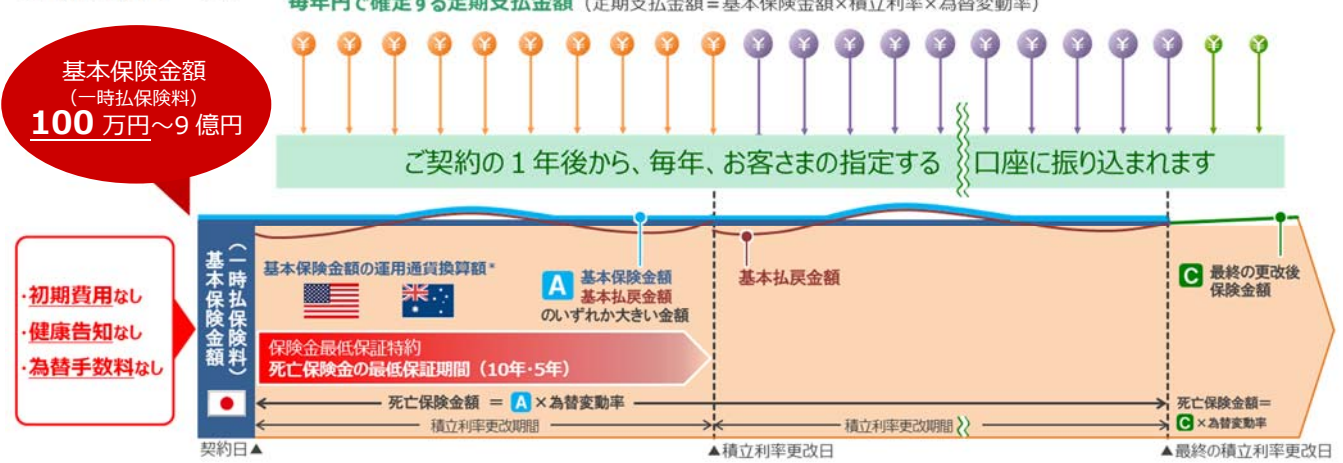 毎年円で確定する定期支払金額（定期支払金額＝基本保険金額×積立利率×為替変動率）
基本保険金額
（一時払保険料）
100 万円～9 億円
¥ ¥ ¥ ¥ ¥ ¥ ¥ ¥ ¥ ¥ ¥ ¥ ¥ ¥ ¥ ¥ ¥ ¥ ¥ ¥ ¥ ¥
ご契約の１年後から、毎年、お客さまの指定する 口座に振り込まれます
・初期費用なし
・健康告知なし
・為替手数料なし
基本保険金額
（一時払保険料）
基本保険金額の運用通貨換算額*
A 基本保険金額
基本払戻金額
のいずれか大きい金額
基本払戻金額
C 最終の更改後
保険金額
保険金最低保証特約
死亡保険金の最低保証期間（10年・5年）
死亡保険金額 ＝ A ×為替変動率
死亡保険金額＝
C ×為替変動率
積立利率更改期間
積立利率更改期間
契約日▲
▲積立利率更改日
▲最終の積立利率更改日